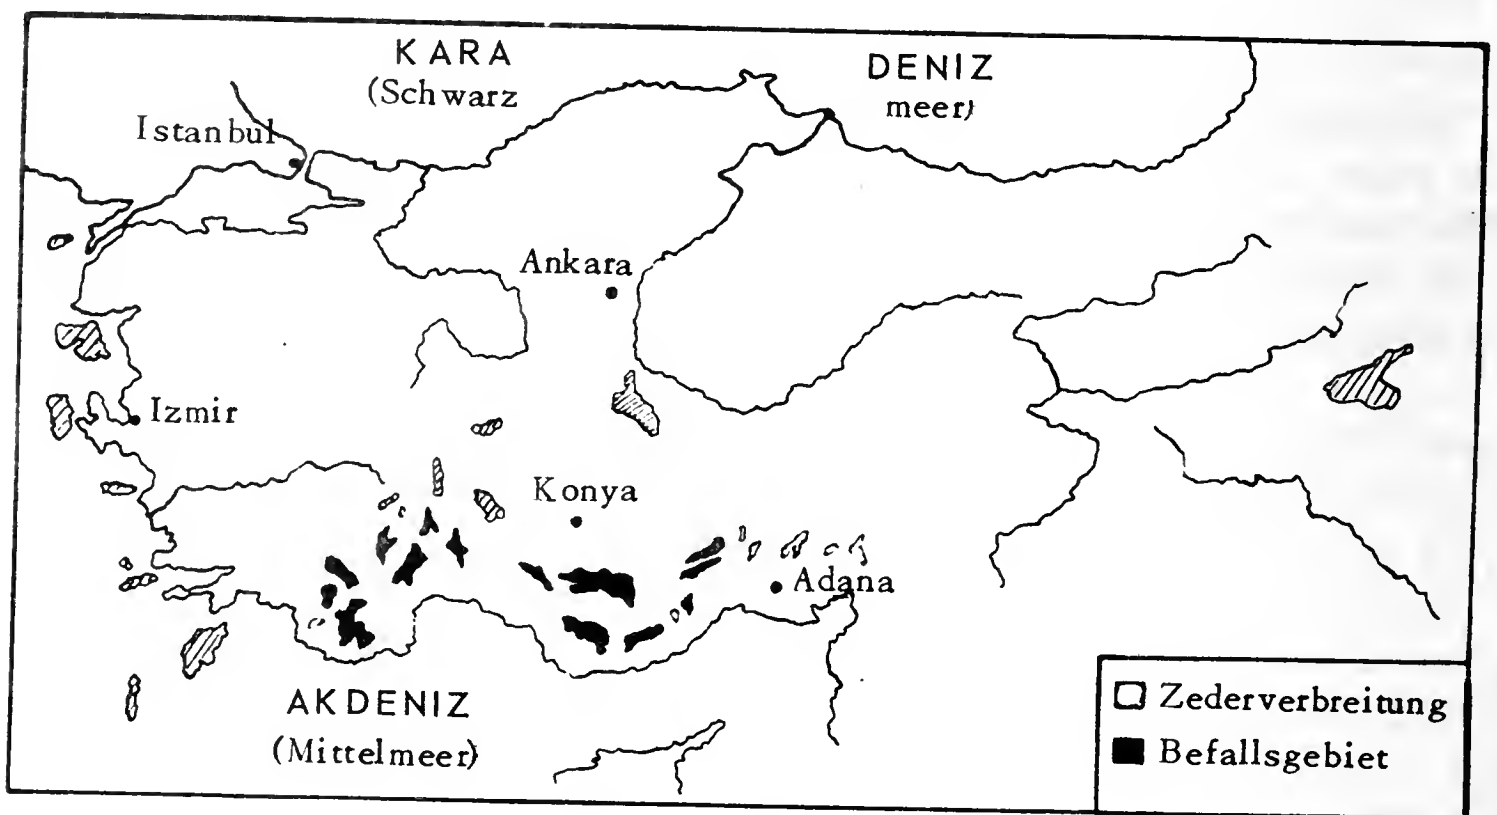 KARA DENIZ
(Schwarz meer)
Istanbul
Ankara
Izmir
Konya
Adana
AKDENIZ
(Mittelmeer)
Zederverbreitung
Befallsgebiet